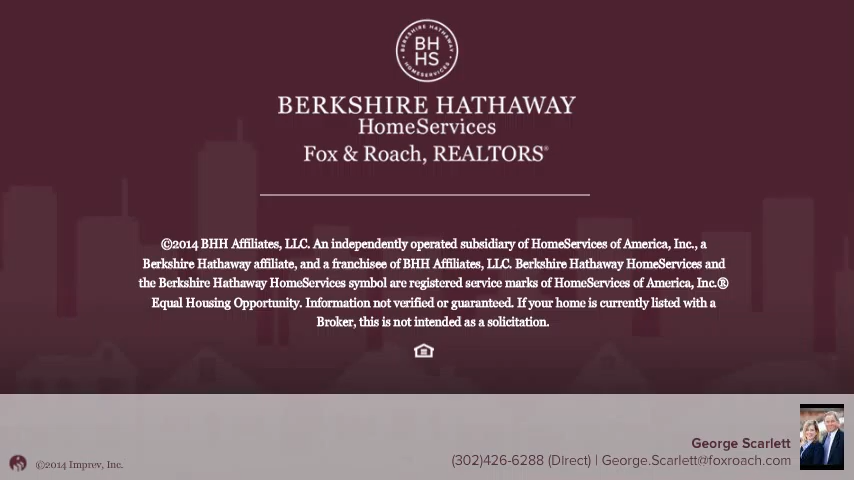 BERKSHIRE HATHAWAY
HOMESERVICES
BH
HS
BERKSHIRE HATHAWAY
HomeServices
Fox & Roach, REALTORS®
©2014 BHH Affiliates, LLC. An independently operated subsidiary of HomeServices of America, Inc., a
Berkshire Hathaway affiliate, and a franchisee of BHH Affiliates, LLC. Berkshire Hathaway HomeServices and
the Berkshire Hathaway HomeServices symbol are registered service marks of HomeServices of America, Inc.®
Equal Housing Opportunity. Information not verified or guaranteed. If your home is currently listed with a
Broker, this is not intended as a solicitation.
George Scarlett
(302)426-6288 (Direct) | George.Scarlett@foxroach.com
©2014 Imprev, Inc.